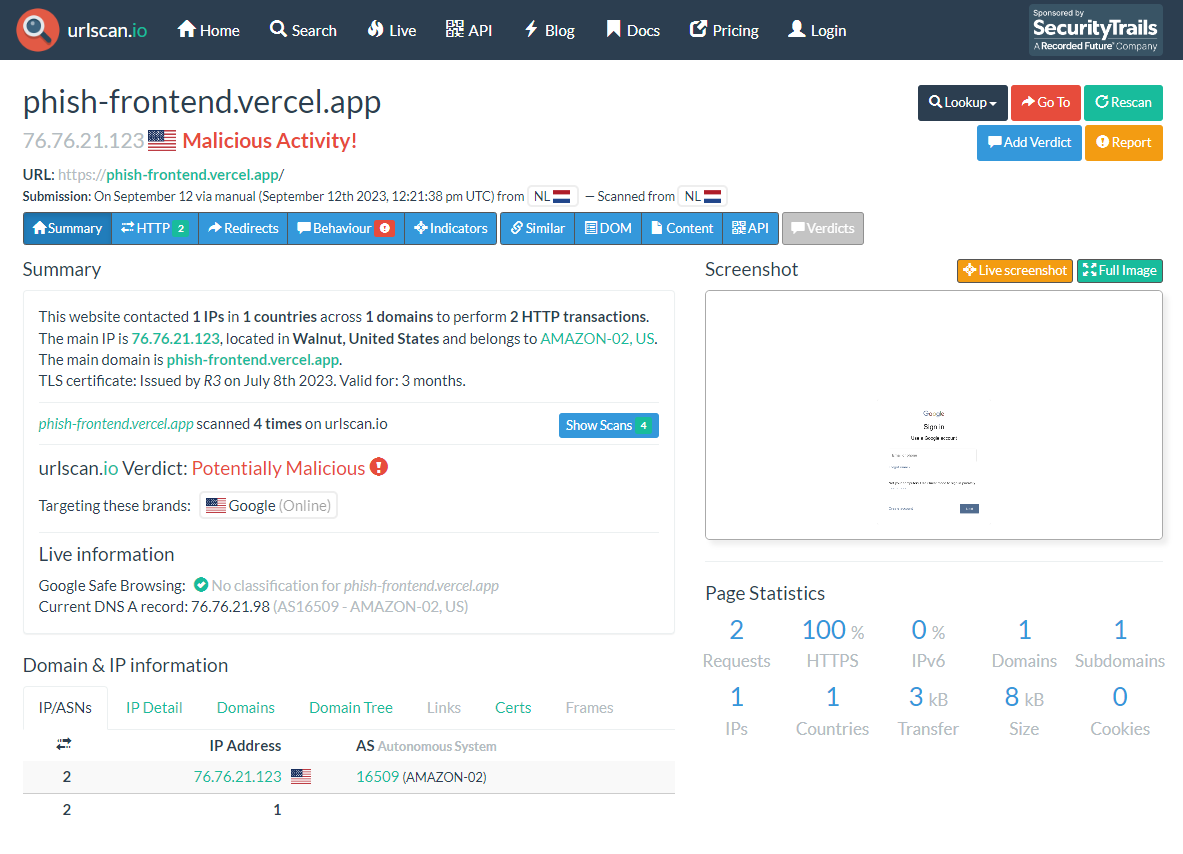 urlscan.io Home Search Live API Blog Docs Pricing Login
Sponsored by
SecurityTrails
A Recorded Future® Company
phish-frontend.vercel.app
Lookup Go To Rescan
76.76.21.123 Malicious Activity!
Add Verdict Report
URL: https://phish-frontend.vercel.app/
Submission: On September 12 via manual (September 12th 2023, 12:21:38 pm UTC) from NL — Scanned from NL
Summary HTTP 2 Redirects Behaviour Indicators Similar DOM Content API Verdicts
Summary
This website contacted 1 IPs in 1 countries across 1 domains to perform 2 HTTP transactions.
The main IP is 76.76.21.123, located in Walnut, United States and belongs to AMAZON-02, US.
The main domain is phish-frontend.vercel.app.
TLS certificate: Issued by R3 on July 8th 2023. Valid for: 3 months.
phish-frontend.vercel.app scanned 4 times on urlscan.io Show Scans 4
urlscan.io Verdict: Potentially Malicious
Targeting these brands: Google (Online)
Live information
Google Safe Browsing: No classification for phish-frontend.vercel.app
Current DNS A record: 76.76.21.98 (AS16509 - AMAZON-02, US)
Screenshot Live screenshot Full Image
Google
Sign in
Use a Google account
Email or phone
Create account
Page Statistics
2 100 % 0 % 1 1
Requests HTTPS IPv6 Domains Subdomains
1 1 3 kB 8 kB 0
IPs Countries Transfer Size Cookies
Domain & IP information
IP/ASNs IP Detail Domains Domain Tree Links Certs Frames
IP Address AS Autonomous System
2 76.76.21.123 16509 (AMAZON-02)
2 1